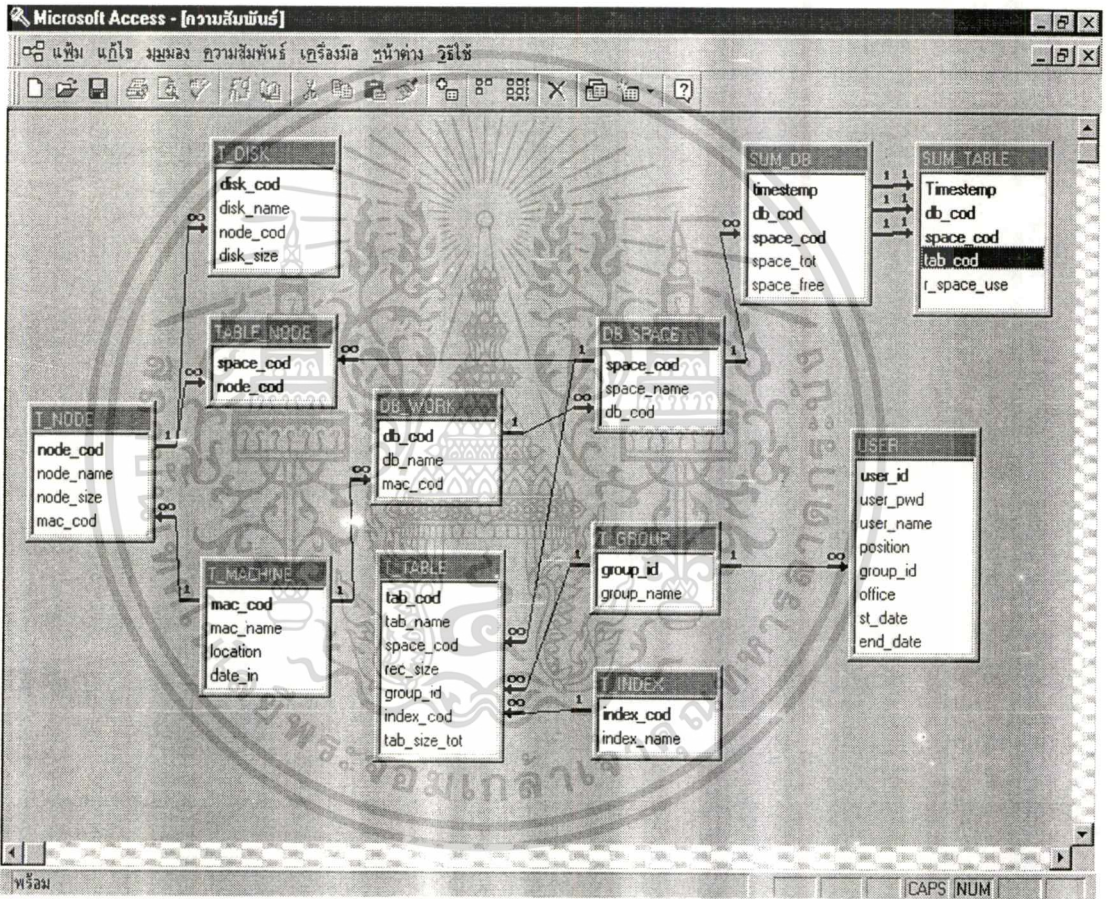 Microsoft Access - [ความสัมพันธ์]
แฟ้ม แก้ไข มุมมอง ความสัมพันธ์ เครื่องมือ หน้าต่าง วิธีใช้
T_DISK
disk_cod
disk_name
node_cod
disk_size
SUM_DB
timestemp
db_cod
space_cod
space_tot
space_free
SUM_TABLE
Timestemp
db_cod
space_cod
tab_cod
r_space_use
1 1
1 1
1 1
TABLE_NODE
space_cod
node_cod
DB_SPACE
space_cod
space_name
db_cod
T_NODE
node_cod
node_name
node_size
mac_cod
DB_WORK
db_cod
db_name
mac_cod
USER
user_id
user_pwd
user_name
position
group_id
office
st_date
end_date
T_MACHINE
mac_cod
mac_name
location
date_in
T_TABLE
tab_cod
tab_name
space_cod
rec_size
group_id
index_cod
tab_size_tot
T_GROUP
group_id
group_name
T_INDEX
index_cod
index_name
พร้อม
CAPS NUM